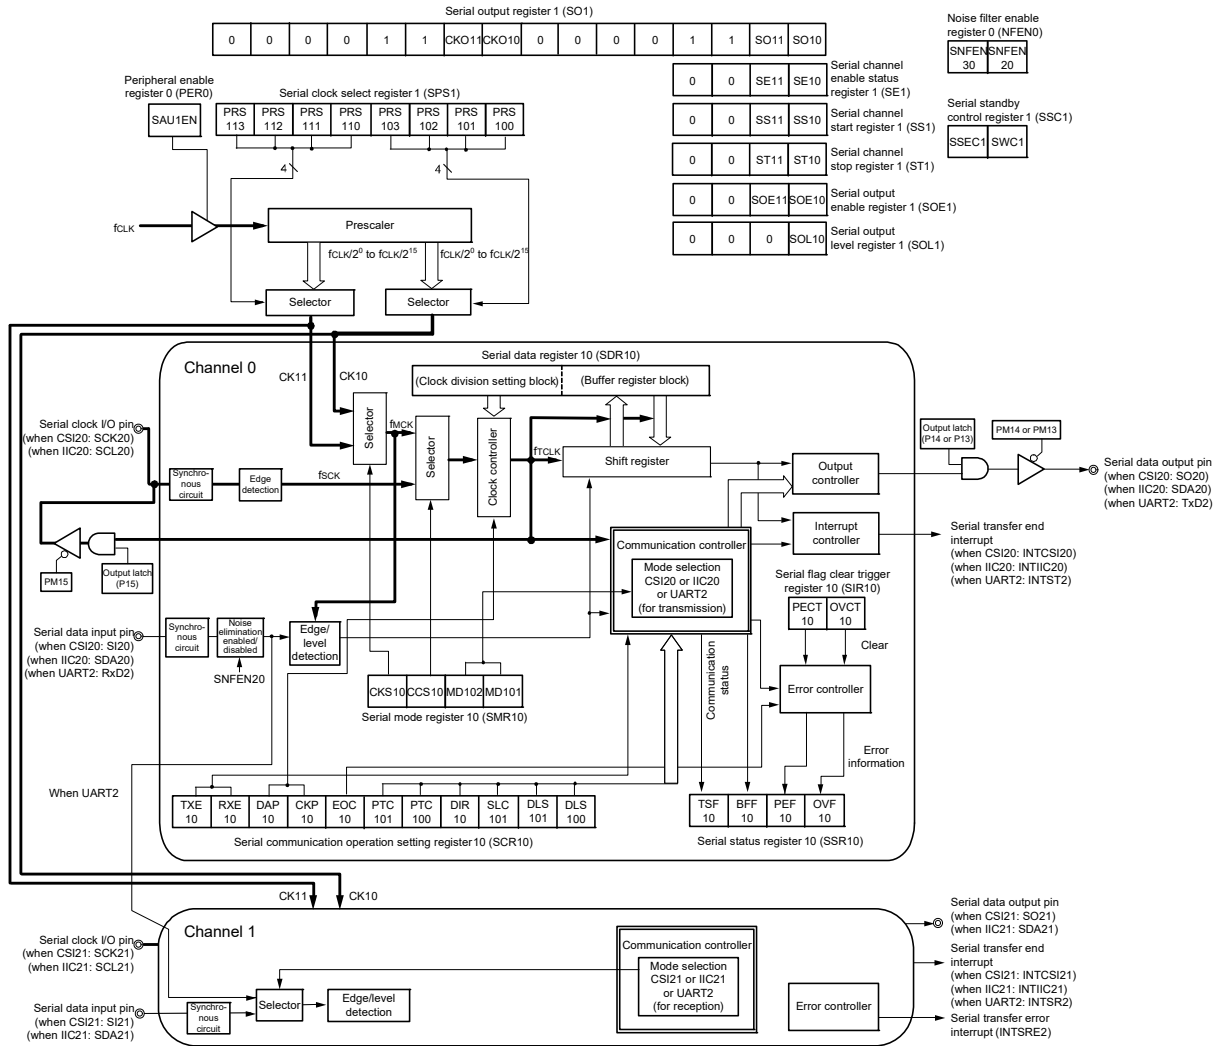 Serial output register 1 (SO1)
0 0 0 0 1 1 CKO11 CKO10 0 0 0 0 1 1 SO11 SO10
Noise filter enable
register 0 (NFEN0)
SNFEN SNFEN
30 20
0 0 SE11 SE10
Serial channel
enable status
register 1 (SE1)
Peripheral enable
register 0 (PER0)
SAU1EN
Serial clock select register 1 (SPS1)
PRS PRS PRS PRS PRS PRS PRS PRS
113 112 111 110 103 102 101 100
0 0 SS11 SS10
Serial channel
start register 1 (SS1)
Serial standby
control register 1 (SSC1)
SSEC1 SWC1
0 0 ST11 ST10
Serial channel
stop register 1 (ST1)
4 4
0 0 SOE11 SOE10
Serial output
enable register 1 (SOE1)
0 0 0 SOL10
Serial output
level register 1 (SOL1)
fCLK
Prescaler
fCLK/2⁰ to fCLK/2¹⁵
fCLK/2⁰ to fCLK/2¹⁵
Selector
Selector
Channel 0
CK11
CK10
Serial data register 10 (SDR10)
(Clock division setting block)
(Buffer register block)
Serial clock I/O pin
(when CSI20: SCK20)
(when IIC20: SCL20)
Synchro-
nous
circuit
Edge
detection
fSCK
Selector
fMCK
Selector
Clock controller
fTCLK
Shift register
Output
controller
Output latch
(P14 or P13)
PM14 or PM13
Serial data output pin
(when CSI20: SO20)
(when IIC20: SDA20)
(when UART2: TxD2)
Interrupt
controller
Serial transfer end
interrupt
(when CSI20: INTCSI20)
(when IIC20: INTIIC20)
(when UART2: INTST2)
PM15
Output latch
(P15)
Communication controller
Mode selection
CSI20 or IIC20
or UART2
(for transmission)
Serial flag clear trigger
register 10 (SIR10)
PECT OVCT
10 10
Clear
Serial data input pin
(when CSI20: SI20)
(when IIC20: SDA20)
(when UART2: RxD2)
Synchro-
nous
circuit
Noise
elimination
enabled/
disabled
SNFEN20
Edge/
level
detection
CKS10 CCS10 MD102 MD101
Serial mode register 10 (SMR10)
Communication
status
Error controller
Error
information
When UART2
TXE RXE DAP CKP EOC PTC PTC DIR SLC DLS DLS
10 10 10 10 10 101 100 10 101 101 100
Serial communication operation setting register 10 (SCR10)
TSF BFF PEF OVF
10 10 10 10
Serial status register 10 (SSR10)
CK11
CK10
Channel 1
Serial clock I/O pin
(when CSI21: SCK21)
(when IIC21: SCL21)
Serial data input pin
(when CSI21: SI21)
(when IIC21: SDA21)
Synchro-
nous
circuit
Selector
Edge/level
detection
Communication controller
Mode selection
CSI21 or IIC21
or UART2
(for reception)
Error controller
Serial data output pin
(when CSI21: SO21)
(when IIC21: SDA21)
Serial transfer end
interrupt
(when CSI21: INTCSI21)
(when IIC21: INTIIC21)
(when UART2: INTSR2)
Serial transfer error
interrupt (INTSRE2)